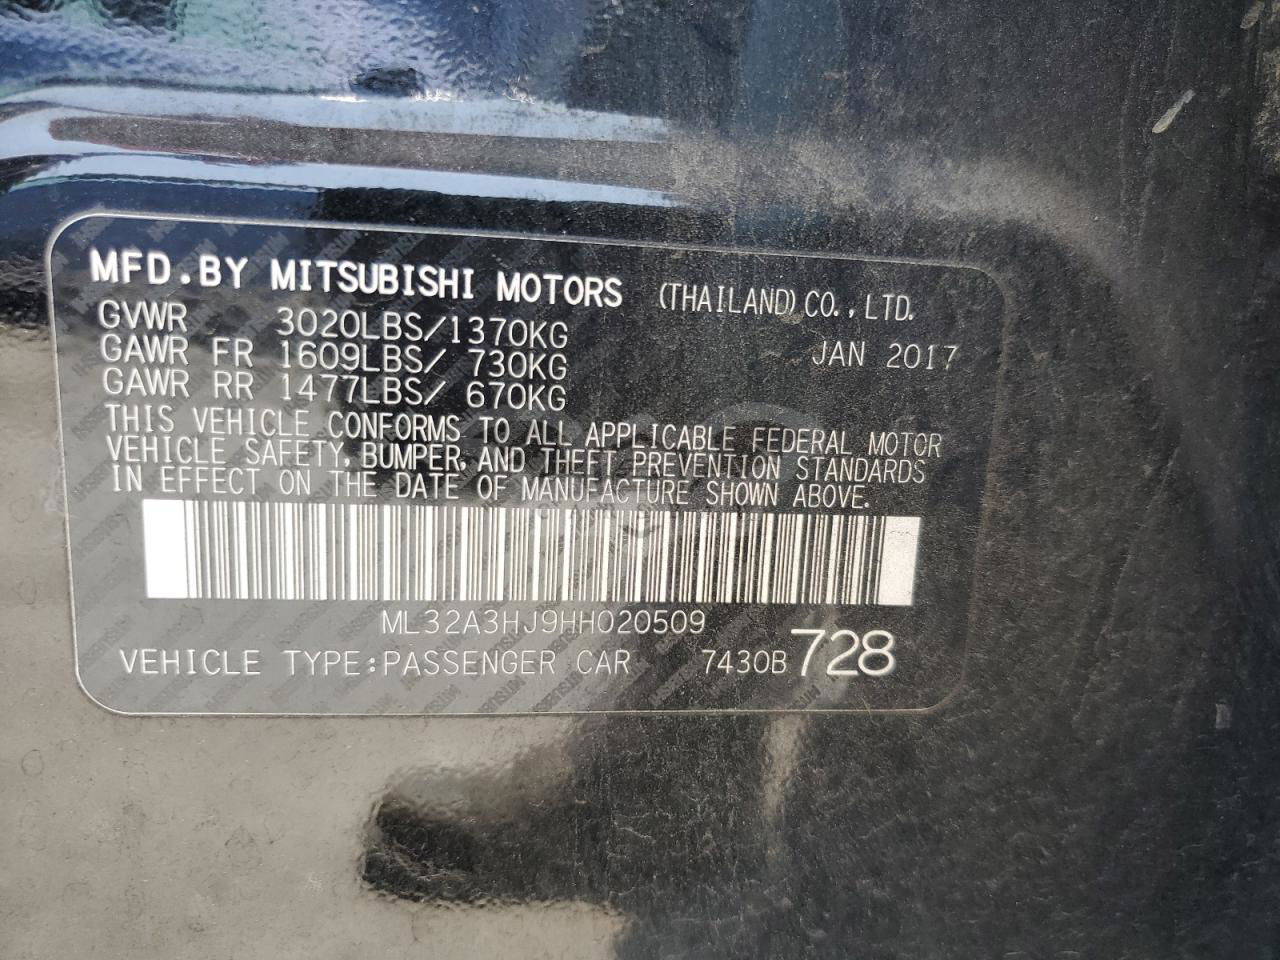 MFD.BY MITSUBISHI MOTORS (THAILAND) CO.,LTD.
GVWR 3020LBS/1370KG JAN 2017
GAWR FR 1609LBS/ 730KG
GAWR RR 1477LBS/ 670KG
THIS VEHICLE CONFORMS TO ALL APPLICABLE FEDERAL MOTOR
VEHICLE SAFETY, BUMPER, AND THEFT PREVENTION STANDARDS
IN EFFECT ON THE DATE OF MANUFACTURE SHOWN ABOVE.
ML32A3HJ9HH020509
VEHICLE TYPE:PASSENGER CAR 7430B 728